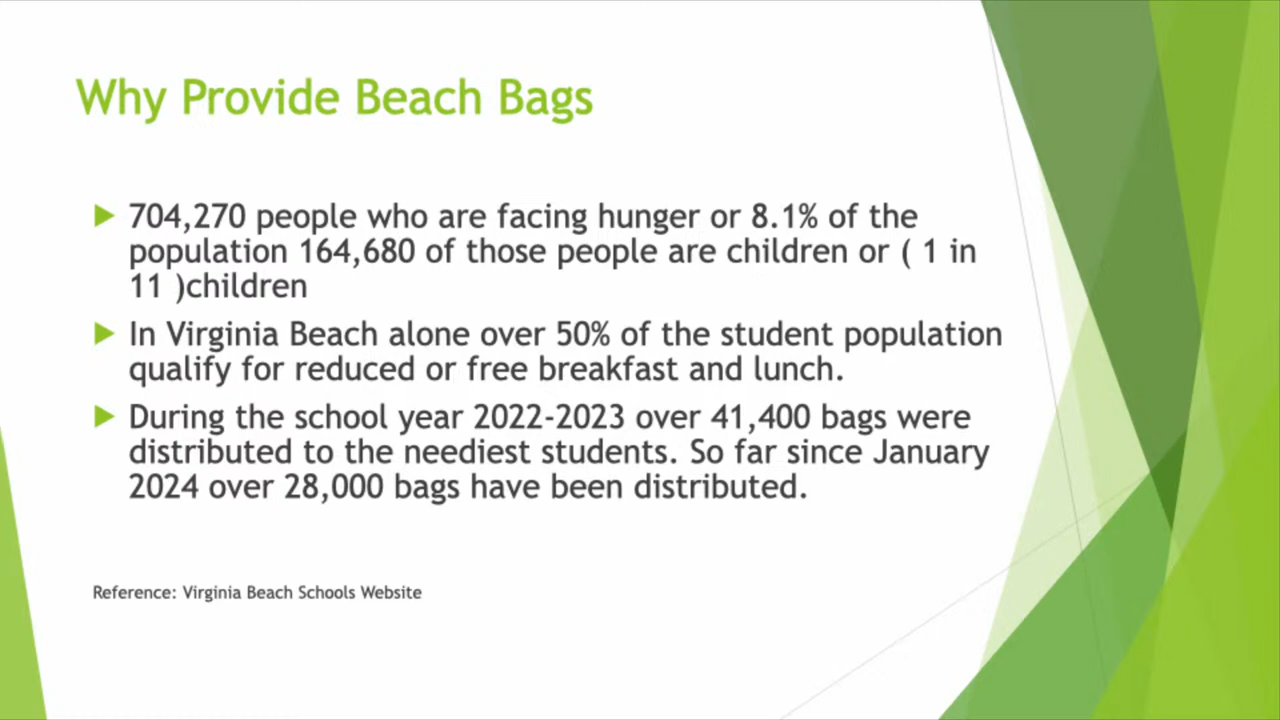 Why Provide Beach Bags
704,270 people who are facing hunger or 8.1% of the
population 164,680 of those people are children or ( 1 in
11 )children
In Virginia Beach alone over 50% of the student population
qualify for reduced or free breakfast and lunch.
During the school year 2022-2023 over 41,400 bags were
distributed to the neediest students. So far since January
2024 over 28,000 bags have been distributed.
Reference: Virginia Beach Schools Website